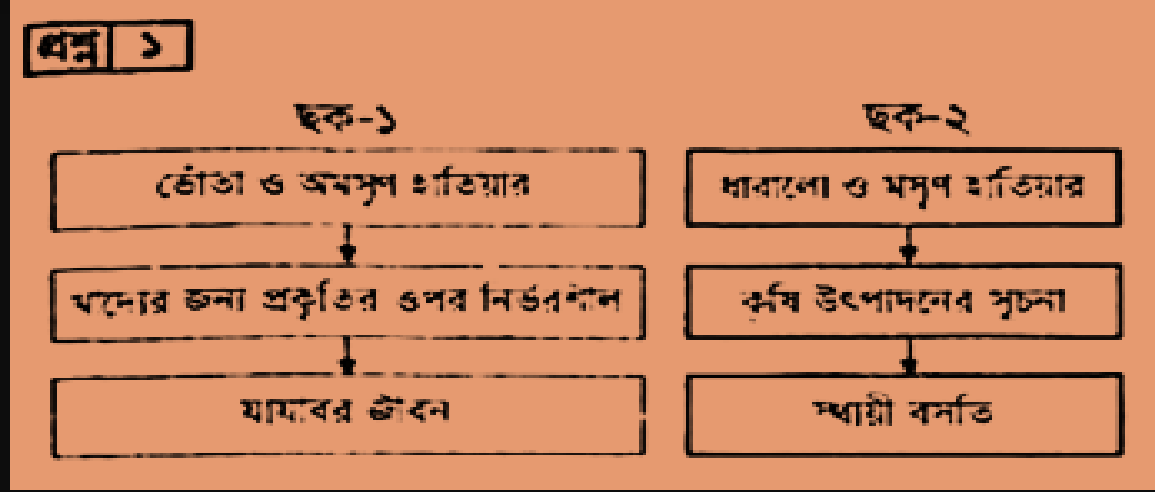 প্রশ্ন ১
ছক-১
ভোঁতা ও অমসৃণ হাতিয়ার
খাদ্যের জন্য প্রকৃতির ওপর নির্ভরশীল
যাযাবর জীবন
ছক-২
ধারালো ও মসৃণ হাতিয়ার
কৃষি উৎপাদনের সূচনা
স্থায়ী বসতি